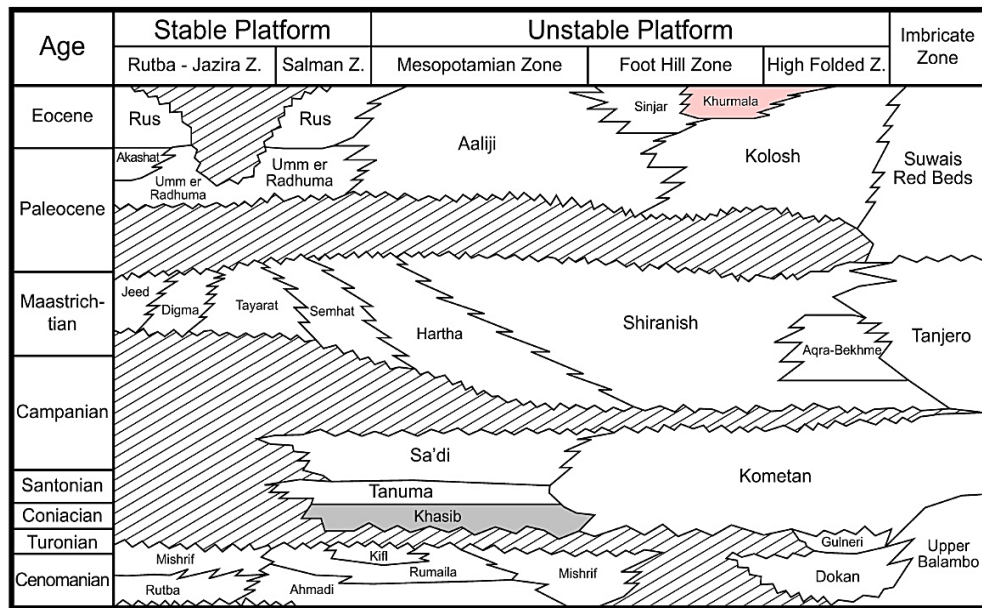 Age
Stable Platform
Unstable Platform
Imbricate
Zone
Rutba - Jazira Z.
Salman Z.
Mesopotamian Zone
Foot Hill Zone
High Folded Z.
Eocene
Rus
Rus
Aaliji
Sinjar
Khurmala
Kolosh
Suwais
Red Beds
Paleocene
Akashat
Umm er
Radhuma
Umm er
Radhuma
Maastrich-
tian
Jeed
Digma
Tayarat
Semhat
Hartha
Shiranish
Aqra-Bekhme
Tanjero
Campanian
Sa'di
Kometan
Santonian
Tanuma
Coniacian
Khasib
Turonian
Gulneri
Upper
Balambo
Cenomanian
Mishrif
Rutba
Ahmadi
Kifl
Rumaila
Mishrif
Dokan